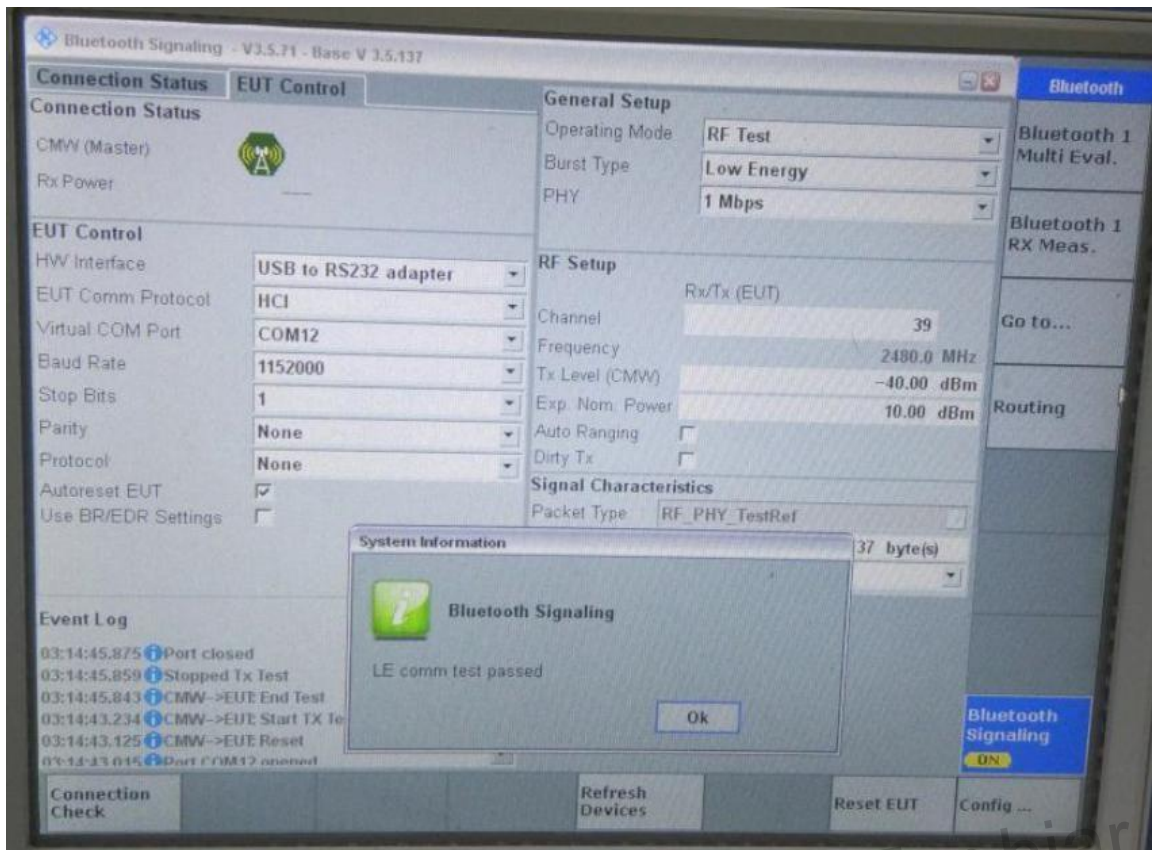 Bluetooth Signaling - V3.5.71 - Base V 3.5.137
Connection Status
EUT Control
Connection Status
CMW (Master)
Rx Power
---
EUT Control
HW Interface
USB to RS232 adapter
EUT Comm Protocol
HCI
Virtual COM Port
COM12
Baud Rate
1152000
Stop Bits
1
Parity
None
Protocol
None
Autoreset EUT
Use BR/EDR Settings
General Setup
Operating Mode
RF Test
Burst Type
Low Energy
PHY
1 Mbps
RF Setup
Rx/Tx (EUT)
Channel
39
Frequency
2480.0 MHz
Tx Level (CMW)
-40.00 dBm
Exp. Nom. Power
10.00 dBm
Auto Ranging
Dirty Tx
Signal Characteristics
Packet Type
RF_PHY_TestRef
37 byte(s)
System Information
Bluetooth Signaling
LE comm test passed
Ok
Event Log
03:14:45.875 Port closed
03:14:45.859 Stopped Tx Test
03:14:45.843 CMW-->EUT: End Test
03:14:43.234 CMW-->EUT: Start TX Te
03:14:43.125 CMW-->EUT: Reset
03:14:43.015 Port COM12 opened
Connection
Check
Refresh
Devices
Reset EUT
Config ...
Bluetooth
Bluetooth 1
Multi Eval.
Bluetooth 1
RX Meas.
Go to...
Routing
Bluetooth
Signaling
ON